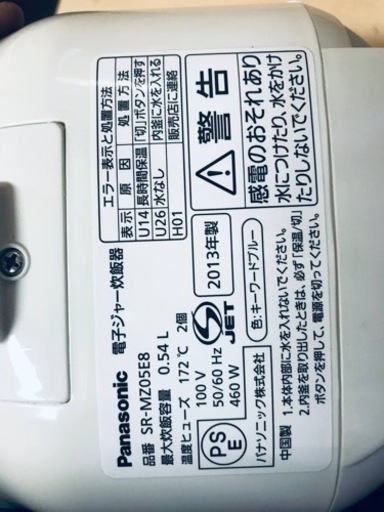 Panasonic 電子ジャー炊飯器
品番 SR-MZ05E8
最大炊飯容量 0.54 L
温度ヒューズ 172℃ 2個
100 V
50/60 Hz
460 W
パナソニック株式会社
中国製
PS
E
JET
2013年製
色:キーワードブルー
1.本体内部に水を入れないでください。
2.内釜を取り出したときは、必ず「保温/切」
ボタンを押して、電源を切ってください。
エラー表示と処置方法
表示 原因 処置方法
U14 長時間保温 「切」ボタンを押す
U26 水なし 内釜に水を入れる
H01 販売店に連絡
警告
感電のおそれあり
水につけたり、水をかけ
たりしないでください。